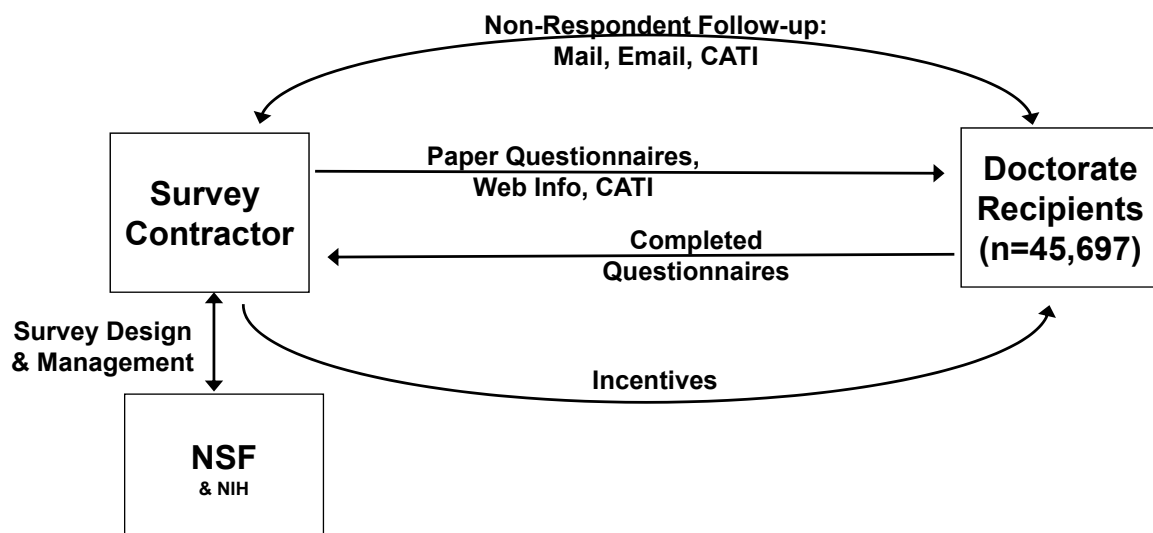 Non-Respondent Follow-up:
Mail, Email, CATI
Survey
Contractor
Paper Questionnaires,
Web Info, CATI
Doctorate
Recipients
(n=45,697)
Completed
Questionnaires
Survey Design
& Management
Incentives
NSF
& NIH